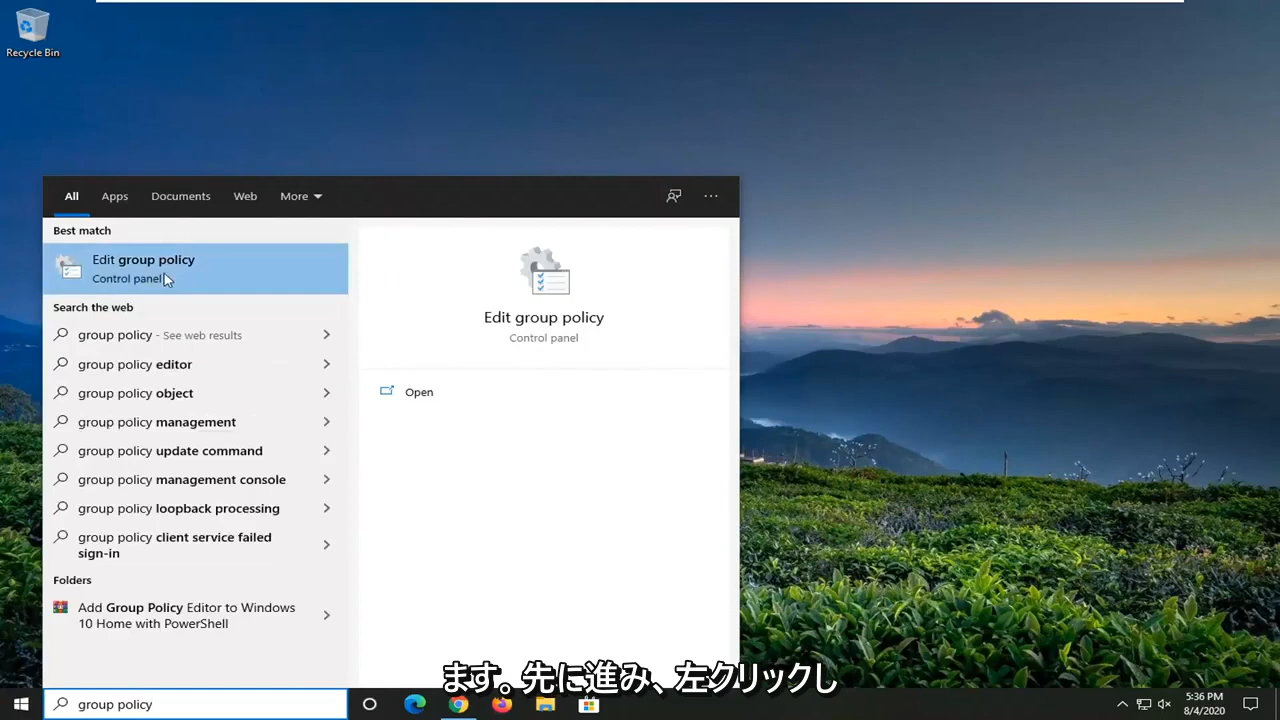 Recycle Bin
All Apps Documents Web More
Best match
Edit group policy
Control panel
Search the web
group policy - See web results
group policy editor
group policy object
group policy management
group policy update command
group policy management console
group policy loopback processing
group policy client service failed
sign-in
Folders
Add Group Policy Editor to Windows
10 Home with PowerShell
Edit group policy
Control panel
Open
ます。先に進み、左クリックし
group policy
5:36 PM
8/4/2020